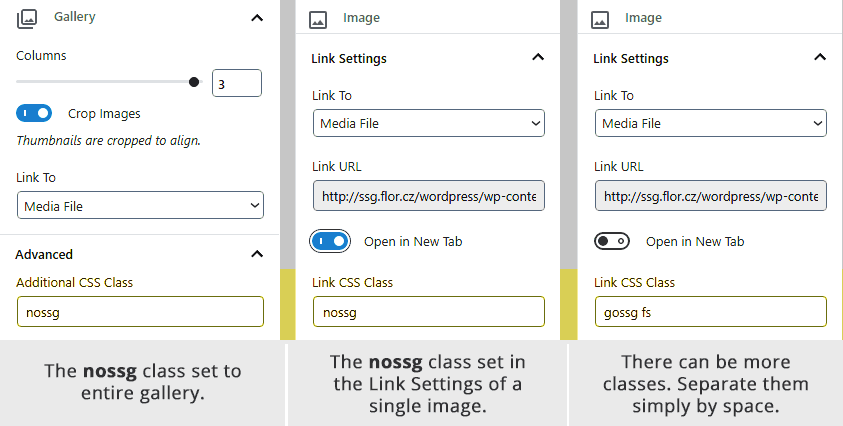 Gallery
Columns
3
Crop Images
Thumbnails are cropped to align.
Link To
Media File
Advanced
Additional CSS Class
nossg
The nossg class set to
entire gallery.
Image
Link Settings
Link To
Media File
Link URL
http://ssg.flor.cz/wordpress/wp-conte
Open in New Tab
Link CSS Class
nossg
The nossg class set in
the Link Settings of a
single image.
Image
Link Settings
Link To
Media File
Link URL
http://ssg.flor.cz/wordpress/wp-conte
Open in New Tab
Link CSS Class
gossg fs
There can be more
classes. Separate them
simply by space.